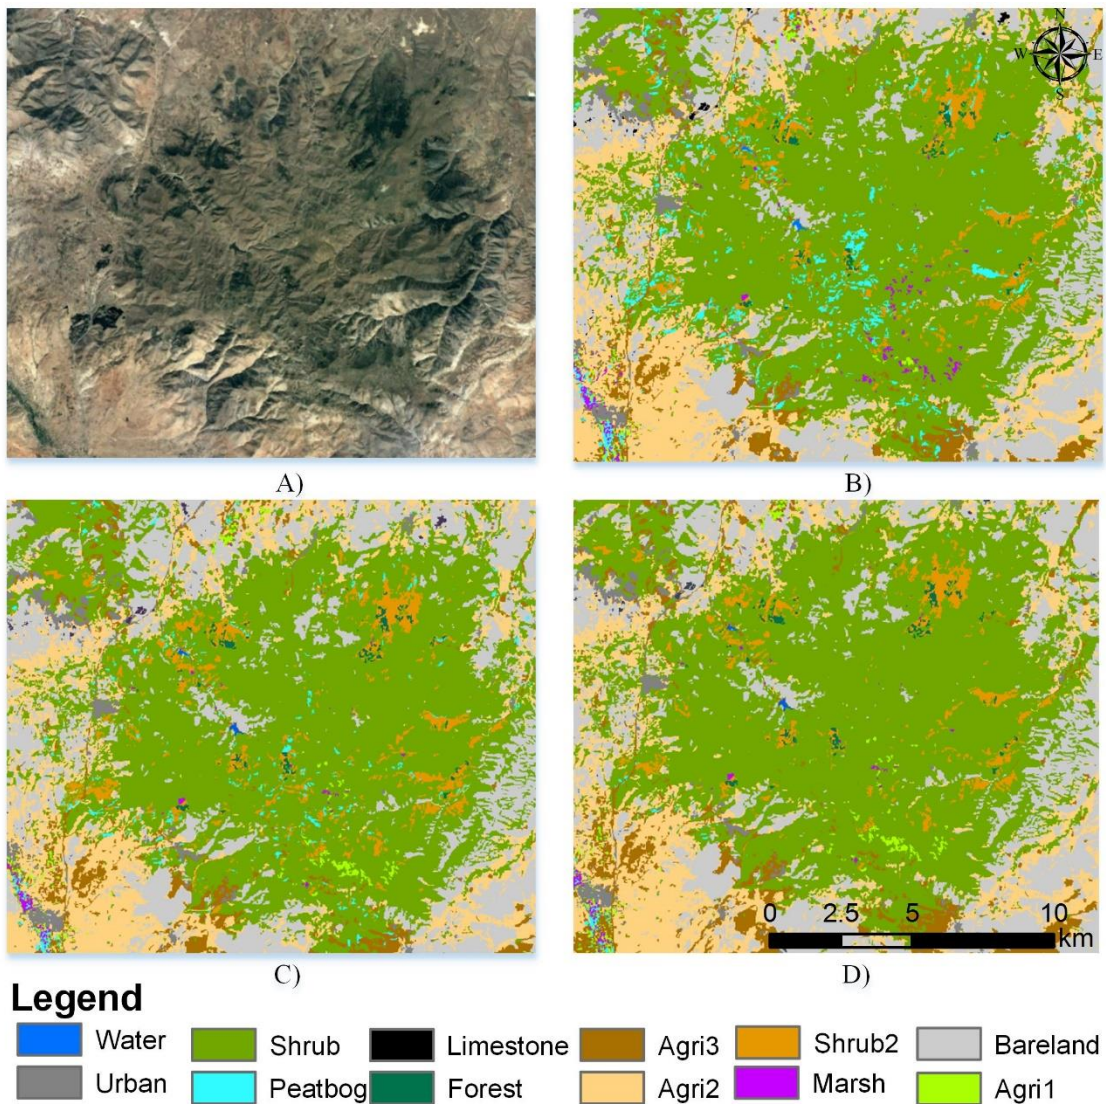 N
W E
S
A) B)
0 2.5 5 10
km
C) D)
Legend
Water Shrub Limestone Agri3 Shrub2 Bareland
Urban Peatbog Forest Agri2 Marsh Agri1